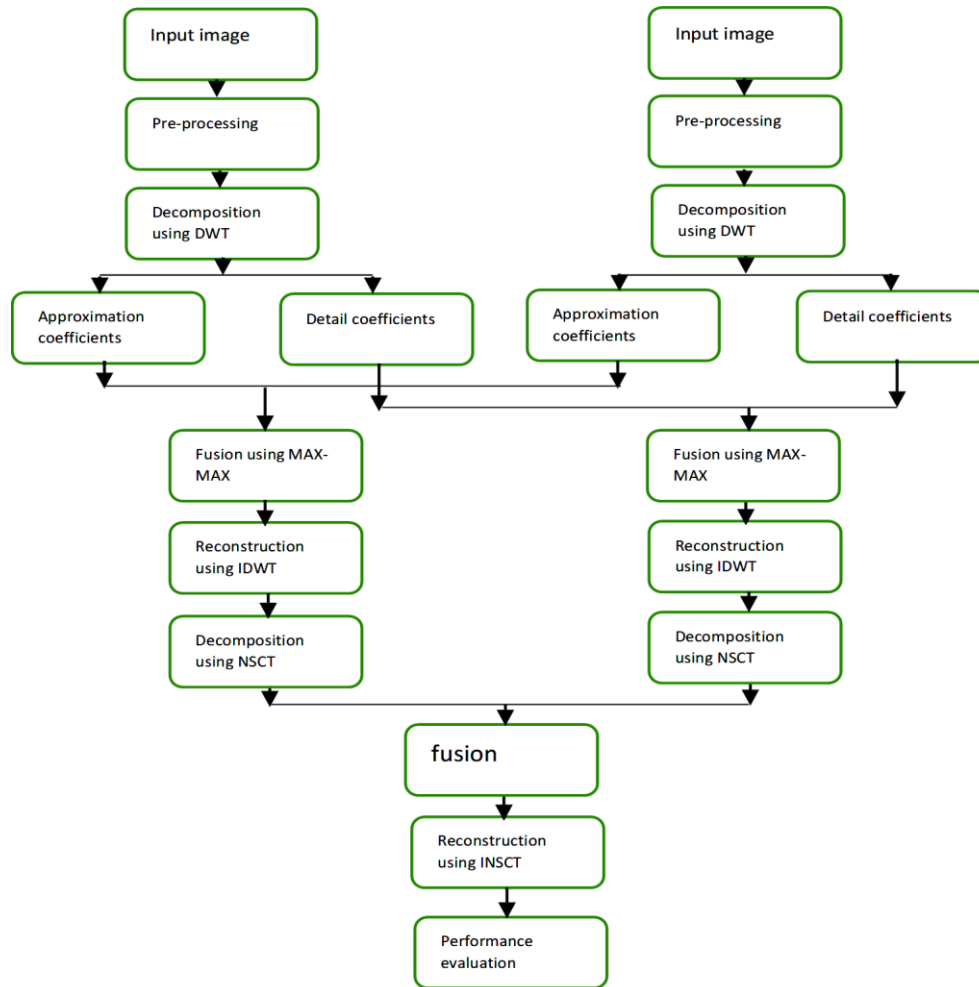 Input image
Input image
Pre-processing
Pre-processing
Decomposition
using DWT
Decomposition
using DWT
Approximation
coefficients
Detail coefficients
Approximation
coefficients
Detail coefficients
Fusion using MAX-
MAX
Fusion using MAX-
MAX
Reconstruction
using IDWT
Reconstruction
using IDWT
Decomposition
using NSCT
Decomposition
using NSCT
fusion
Reconstruction
using INSCT
Performance
evaluation